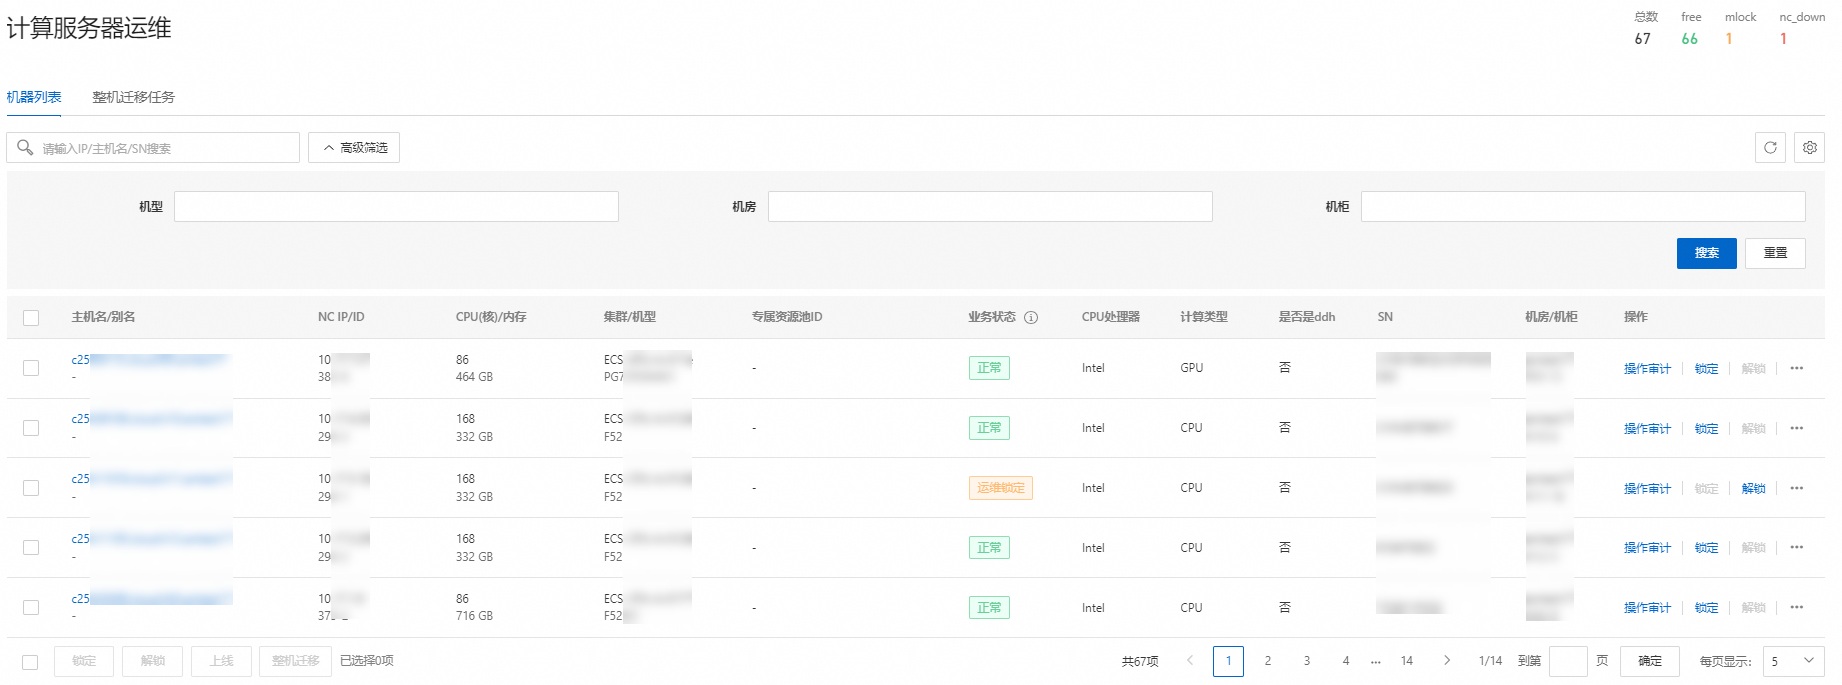 计算服务器运维
总数 free mlock nc_down
67 66 1 1
机器列表 整机迁移任务
请输入IP/主机名/SN搜索 高级筛选
机型 机房 机柜
搜索 重置
主机名/别名 NC IP/ID CPU(核)/内存 集群/机型 专属资源池ID 业务状态 CPU处理器 计算类型 是否是ddh SN 机房/机柜 操作
c25 10 86 ECS
- 38 464 GB PG7 - 正常 Intel GPU 否 操作审计 锁定 解锁 ...
c25 10 168 ECS
- 29 332 GB F52 - 正常 Intel CPU 否 操作审计 锁定 解锁 ...
c25 10 168 ECS
- 29 332 GB F52 - 运维锁定 Intel CPU 否 操作审计 锁定 解锁 ...
c25 10 168 ECS
- 29 332 GB F52 - 正常 Intel CPU 否 操作审计 锁定 解锁 ...
c25 10 86 ECS
- 37 716 GB F52 - 正常 Intel CPU 否 操作审计 锁定 解锁 ...
锁定 解锁 上线 整机迁移 已选择0项 共67项 1 2 3 4 ... 14 1/14 到第 页 确定 每页显示: 5